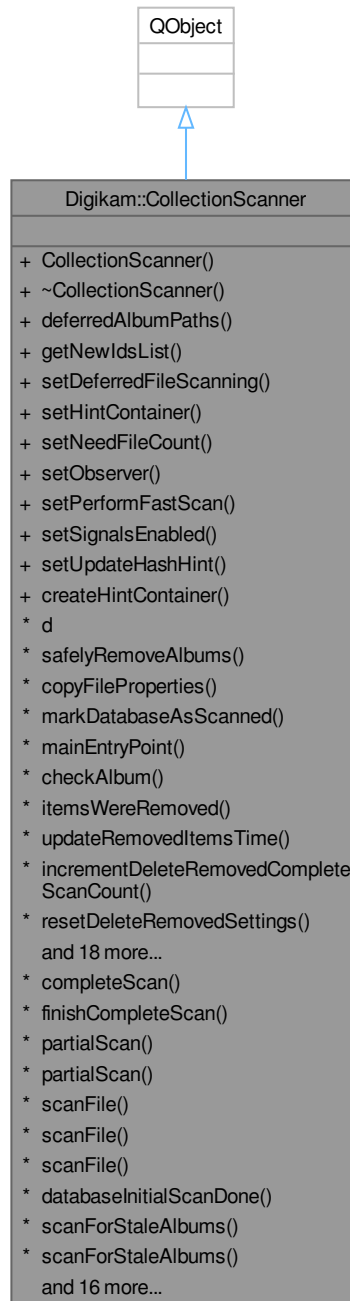 QObject
Digikam::CollectionScanner
+ CollectionScanner()
+ ~CollectionScanner()
+ deferredAlbumPaths()
+ getNewIdsList()
+ setDeferredFileScanning()
+ setHintContainer()
+ setNeedFileCount()
+ setObserver()
+ setPerformFastScan()
+ setSignalsEnabled()
+ setUpdateHashHint()
+ createHintContainer()
* d
* safelyRemoveAlbums()
* copyFileProperties()
* markDatabaseAsScanned()
* mainEntryPoint()
* checkAlbum()
* itemsWereRemoved()
* updateRemovedItemsTime()
* incrementDeleteRemovedComplete
ScanCount()
* resetDeleteRemovedSettings()
and 18 more...
* completeScan()
* finishCompleteScan()
* partialScan()
* partialScan()
* scanFile()
* scanFile()
* scanFile()
* databaseInitialScanDone()
* scanForStaleAlbums()
* scanForStaleAlbums()
and 16 more...